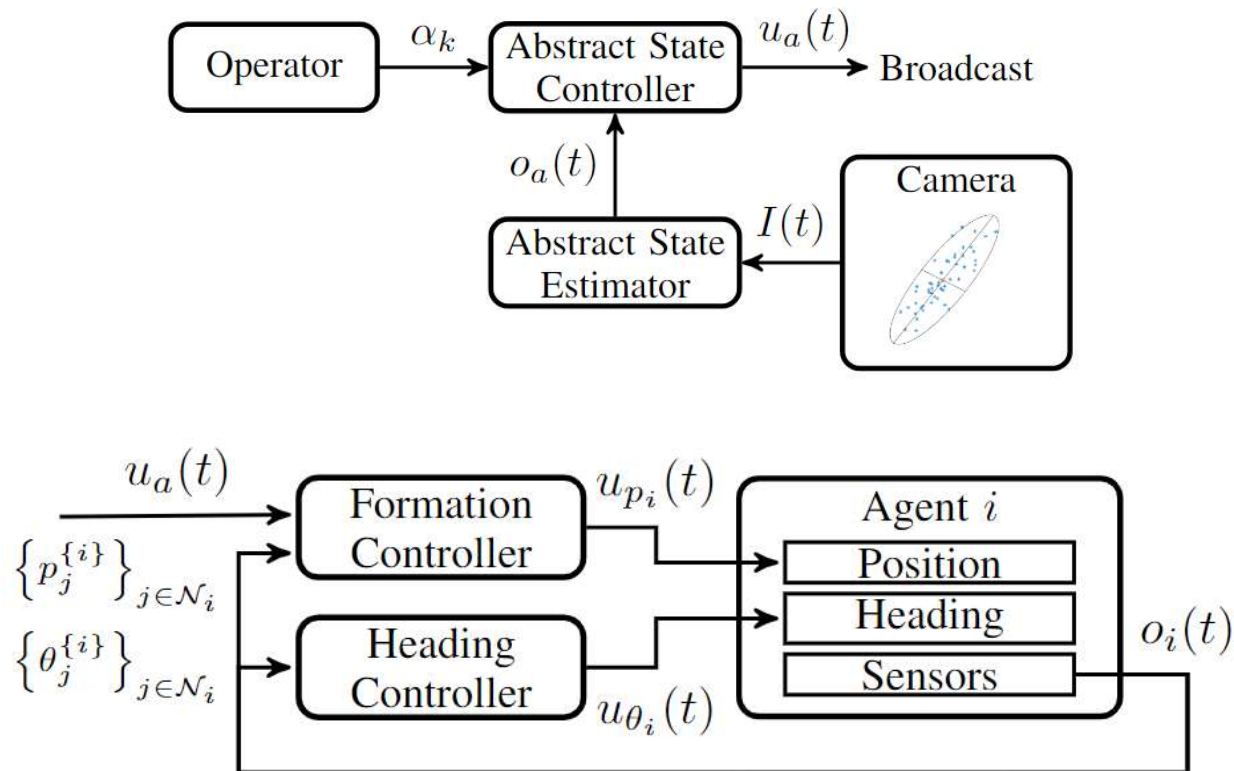 Operator
α_k
Abstract State
Controller
u_a(t)
Broadcast
o_a(t)
Abstract State
Estimator
I(t)
Camera
u_a(t)
{p_j^{i}}_{j∈𝒩_i}
{θ_j^{i}}_{j∈𝒩_i}
Formation
Controller
u_{p_i}(t)
Heading
Controller
u_{θ_i}(t)
Agent i
Position
Heading
Sensors
o_i(t)